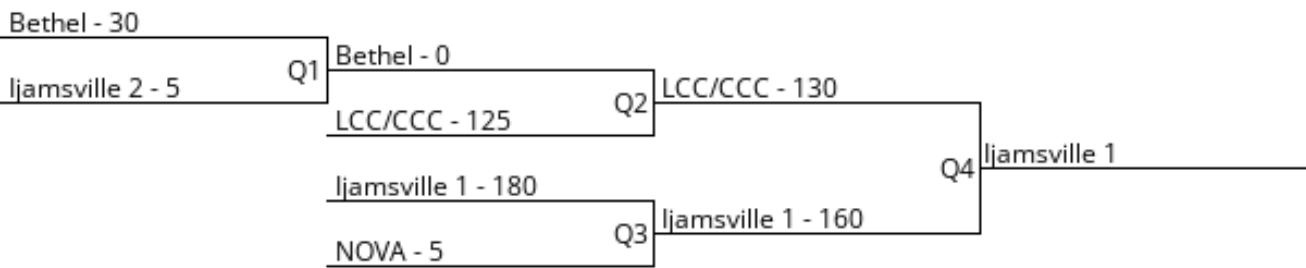 Bethel - 30
Ijamsville 2 - 5
Q1
Bethel - 0
LCC/CCC - 125
Q2
Ijamsville 1 - 180
NOVA - 5
Q3
LCC/CCC - 130
Ijamsville 1 - 160
Q4
Ijamsville 1